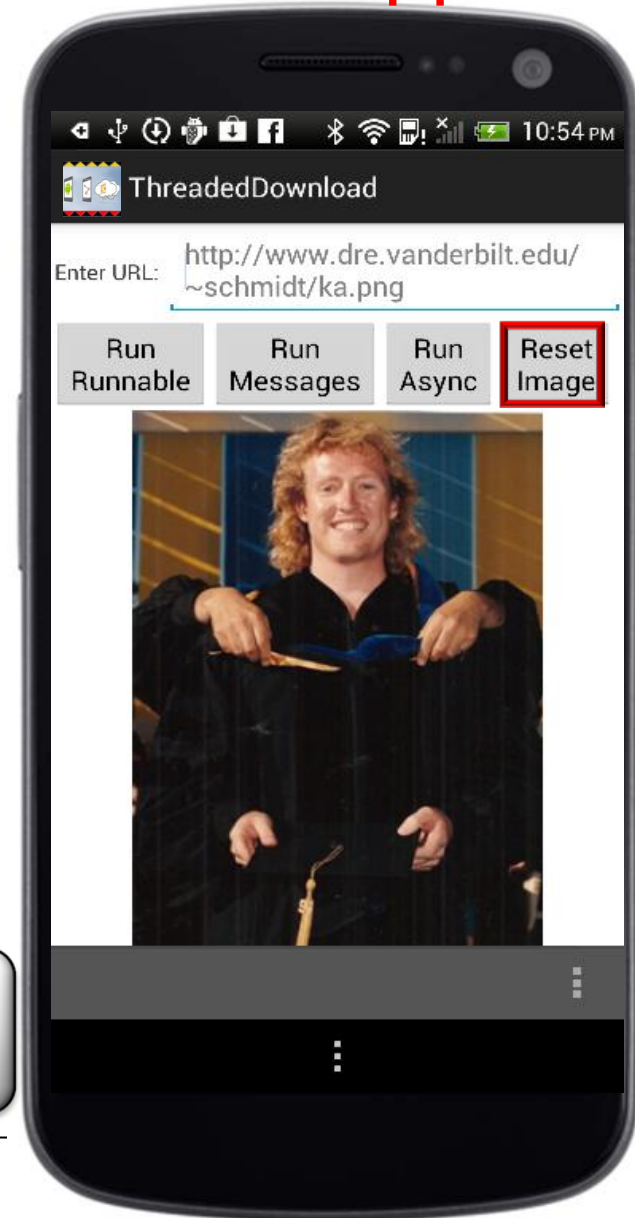 10:54 PM
ThreadedDownload
Enter URL:
http://www.dre.vanderbilt.edu/
~schmidt/ka.png
Run Runnable
Run Messages
Run Async
Reset Image